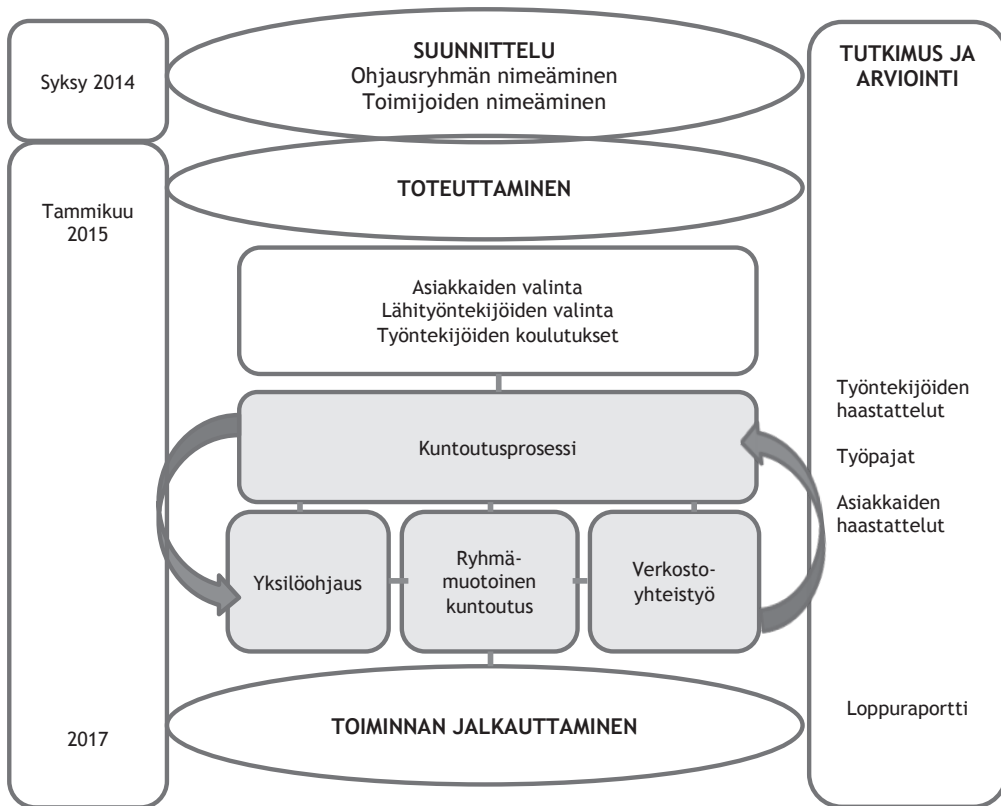 Syksy 2014
SUUNNITTELU
Ohjausryhmän nimeäminen
Toimijoiden nimeäminen
TUTKIMUS JA
ARVIOINTI
TOTEUTTAMINEN
Tammikuu
2015
Asiakkaiden valinta
Lähityöntekijöiden valinta
Työntekijöiden koulutukset
Kuntoutusprosessi
Työntekijöiden
haastattelut
Työpajat
Asiakkaiden
haastattelut
Yksilöohjaus
Ryhmä-
muotoinen
kuntoutus
Verkosto-
yhteistyö
TOIMINNAN JALKAUTTAMINEN
2017
Loppuraportti